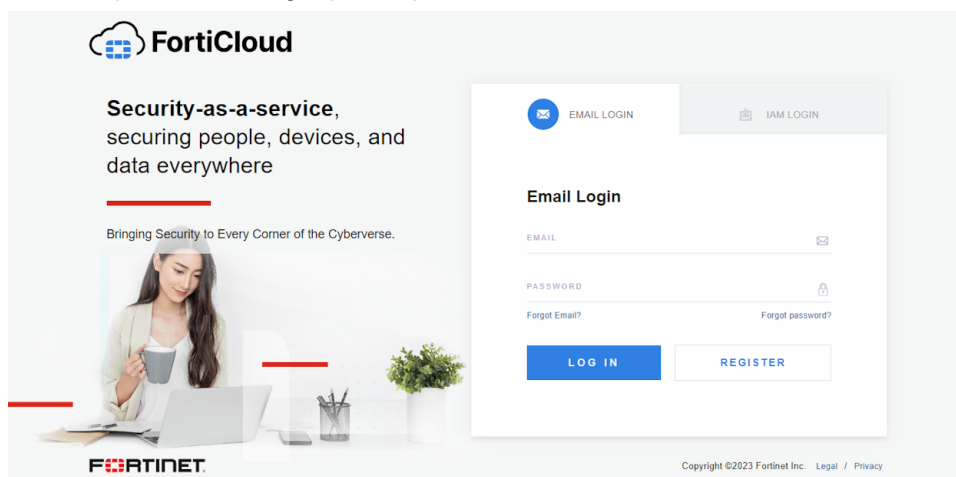 FortiCloud
Security-as-a-service,
securing people, devices, and
data everywhere
Bringing Security to Every Corner of the Cyberverse.
EMAIL LOGIN
IAM LOGIN
Email Login
EMAIL
PASSWORD
Forgot Email?
Forgot password?
LOG IN
REGISTER
FORTINET
Copyright ©2023 Fortinet Inc. Legal / Privacy